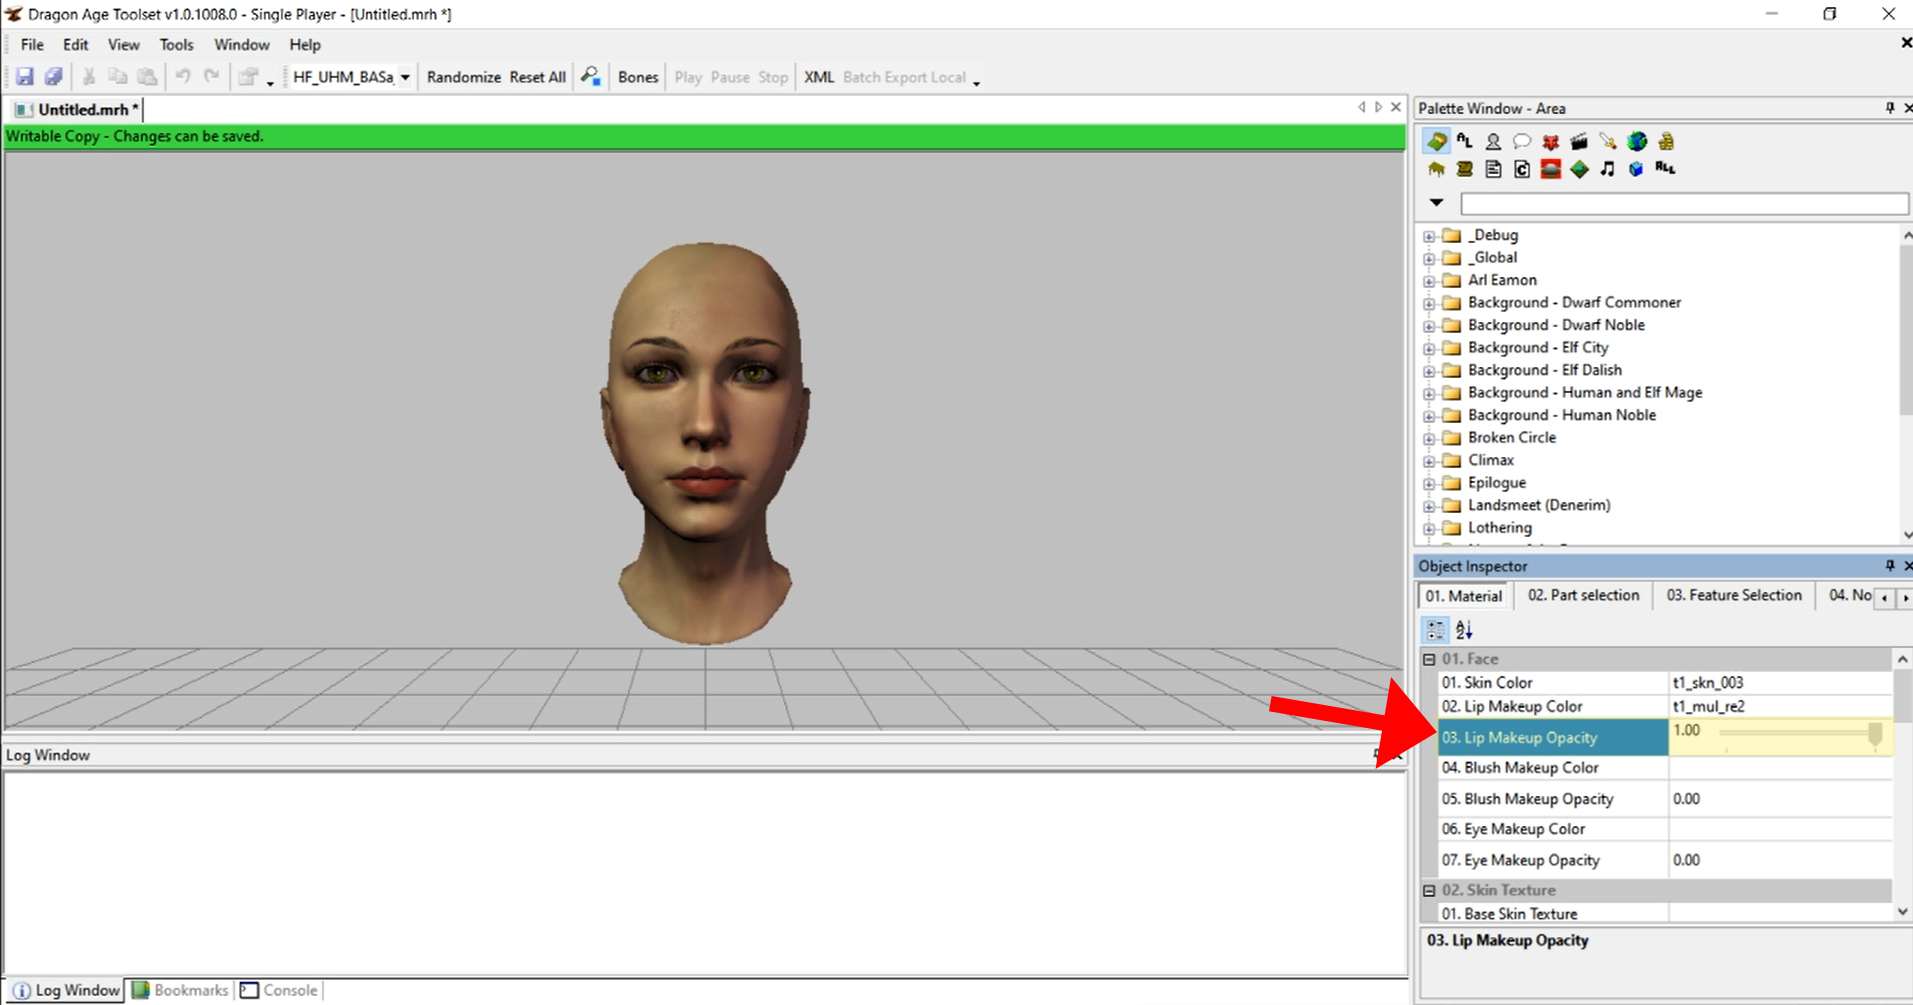 Dragon Age Toolset v1.0.1008.0 - Single Player - [Untitled.mrh *]
File Edit View Tools Window Help
HF_UHM_BASa Randomize Reset All Bones Play Pause Stop XML Batch Export Local
Untitled.mrh *
Writable Copy - Changes can be saved.
Palette Window - Area
_Debug
_Global
Arl Eamon
Background - Dwarf Commoner
Background - Dwarf Noble
Background - Elf City
Background - Elf Dalish
Background - Human and Elf Mage
Background - Human Noble
Broken Circle
Climax
Epilogue
Landsmeet (Denerim)
Lothering
Object Inspector
01. Material 02. Part selection 03. Feature Selection 04. No
01. Face
01. Skin Color t1_skn_003
02. Lip Makeup Color t1_mul_re2
03. Lip Makeup Opacity 1.00
04. Blush Makeup Color
05. Blush Makeup Opacity 0.00
06. Eye Makeup Color
07. Eye Makeup Opacity 0.00
02. Skin Texture
01. Base Skin Texture
03. Lip Makeup Opacity
Log Window
Log Window Bookmarks Console